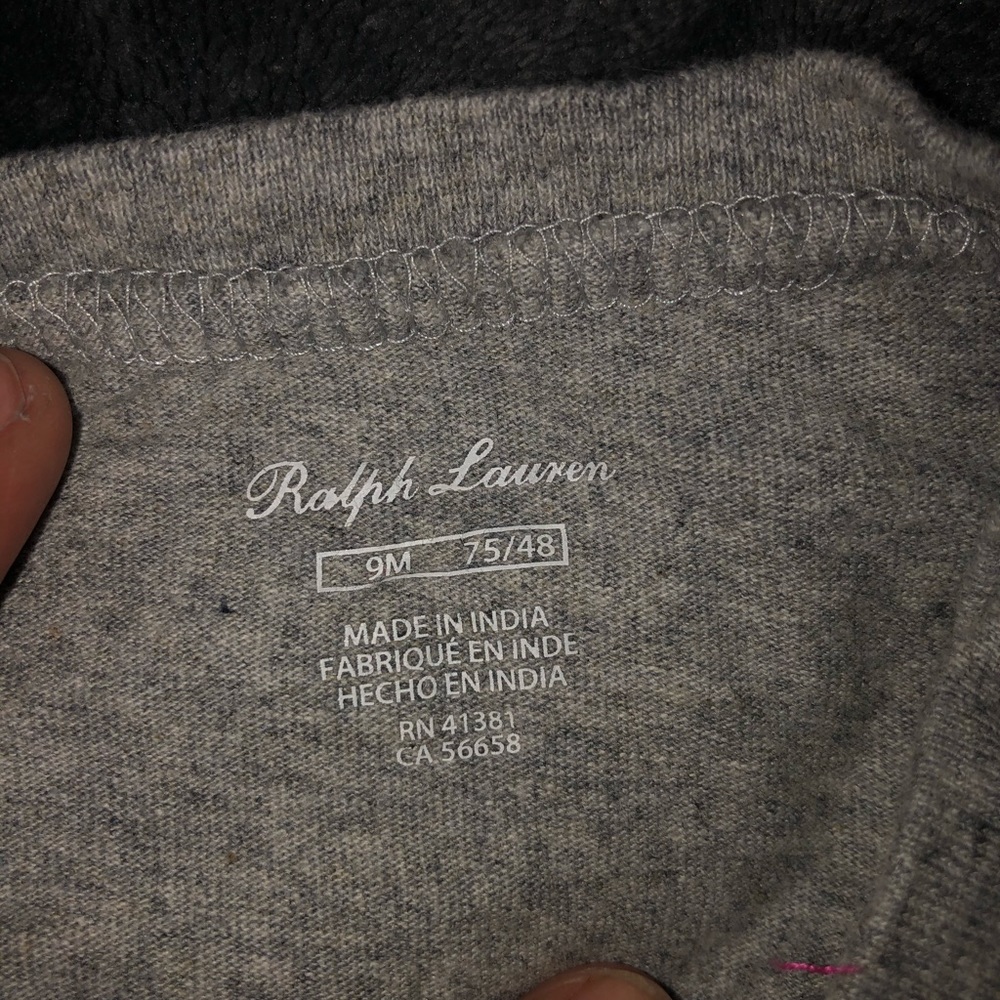 Ralph Lauren
9M 75/48
MADE IN INDIA
FABRIQUÉ EN INDE
HECHO EN INDIA
RN 41381
CA 56658